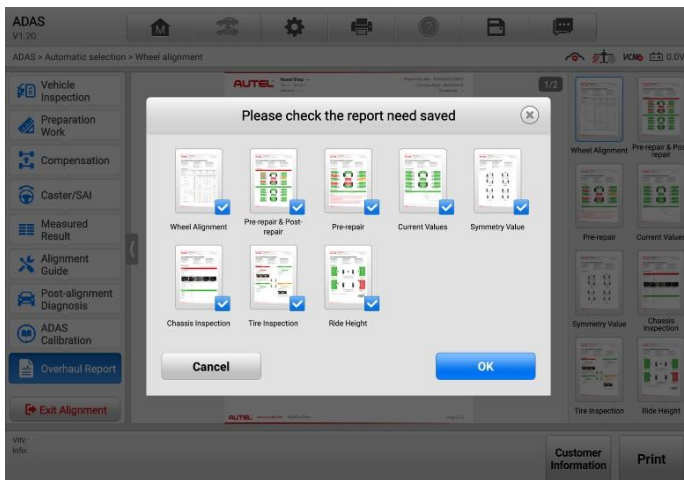 ADAS
V1.20.
ADAS > Automatic selection > Wheel alignment
VCMI
0.0V
Vehicle
Inspection
Preparation
Work
Compensation
Caster/SAI
Measured
Result
Alignment
Guide
Post-alignment
Diagnosis
ADAS
Calibration
Overhaul Report
Exit Alignment
AUTEL
1/2
Please check the report need saved
Wheel Alignment
Pre-repair & Post-
repair
Pre-repair
Current Values
Symmetry Value
Chassis Inspection
Tire Inspection
Ride Height
Cancel
OK
Wheel Alignment
Pre-repair & Pos
repair
Pre-repair
Current Values
Symmetry Value
Chassis
Inspection
Tire Inspection
Ride Height
AUTEL
VIN:
Info:
Customer
Information
Print